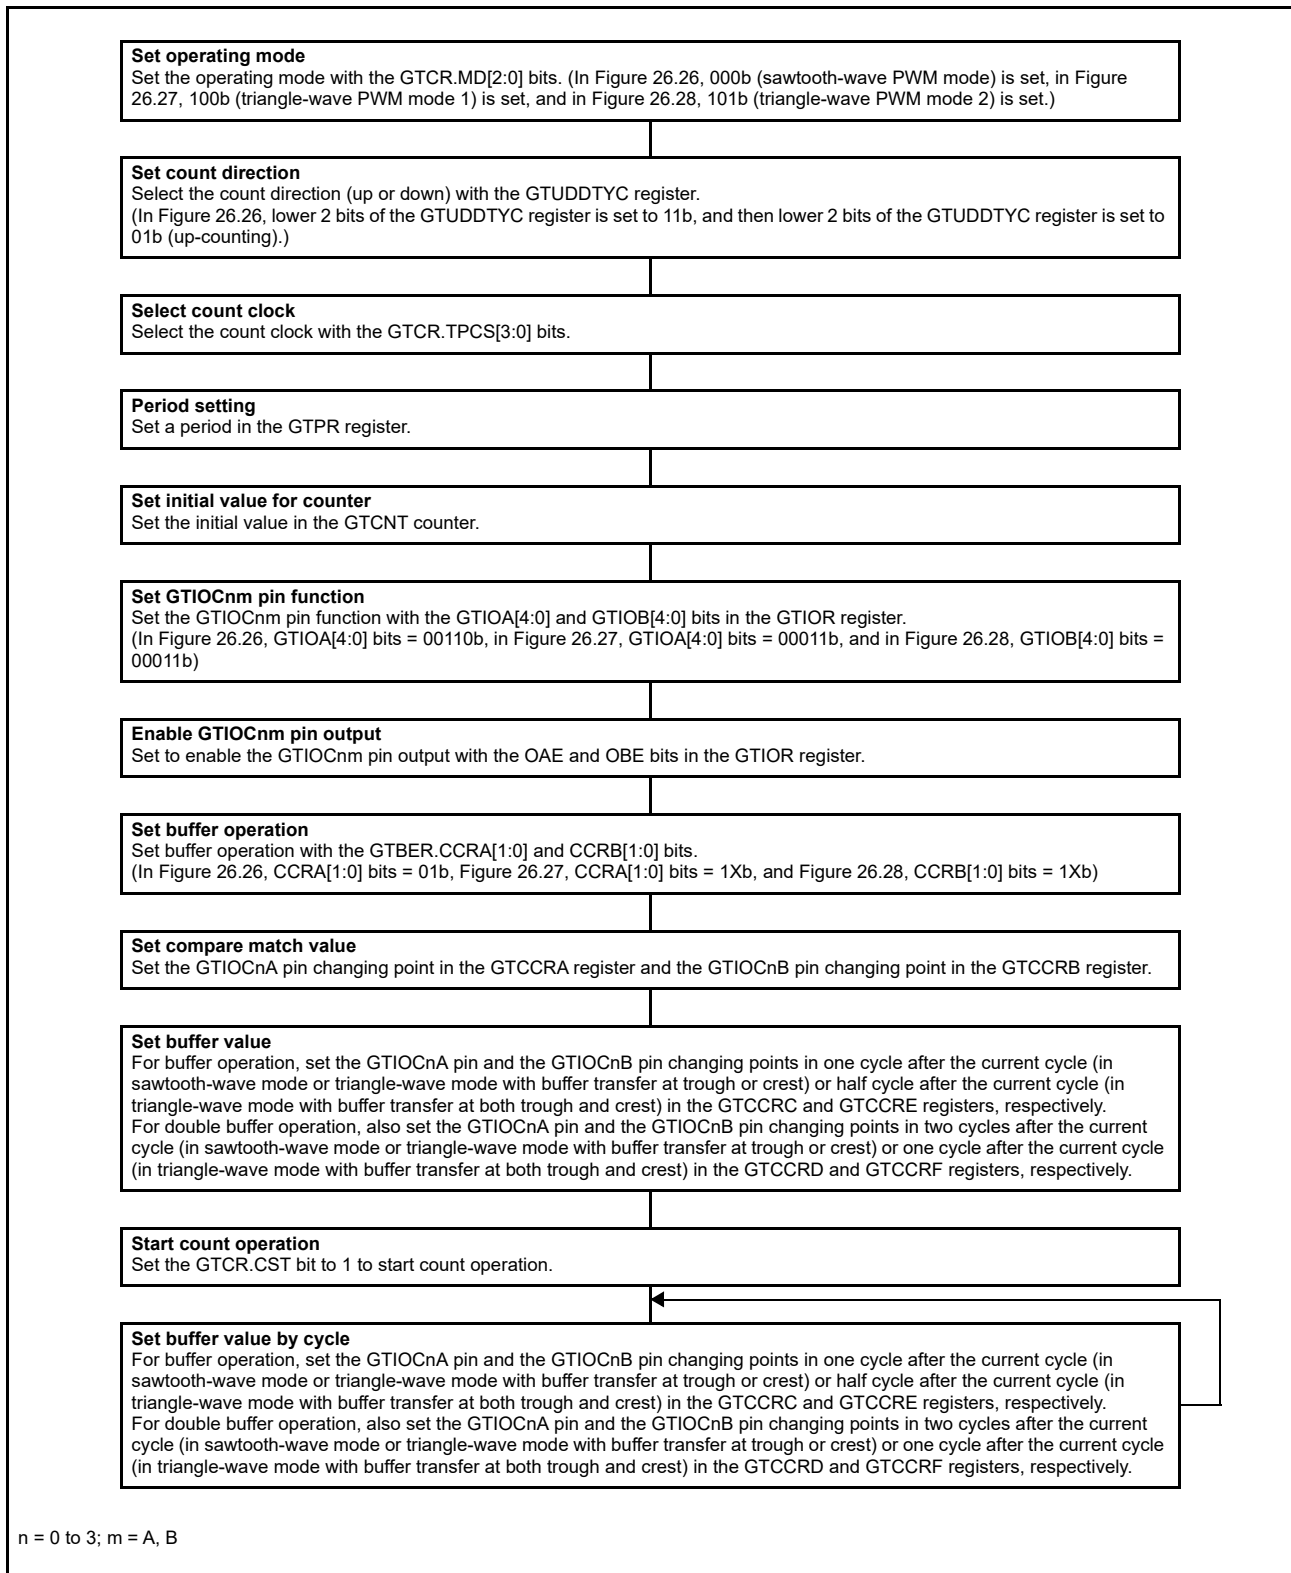 Set operating mode
Set the operating mode with the GTCR.MD[2:0] bits. (In Figure 26.26, 000b (sawtooth-wave PWM mode) is set, in Figure
26.27, 100b (triangle-wave PWM mode 1) is set, and in Figure 26.28, 101b (triangle-wave PWM mode 2) is set.)
Set count direction
Select the count direction (up or down) with the GTUDDTYC register.
(In Figure 26.26, lower 2 bits of the GTUDDTYC register is set to 11b, and then lower 2 bits of the GTUDDTYC register is set to
01b (up-counting).)
Select count clock
Select the count clock with the GTCR.TPCS[3:0] bits.
Period setting
Set a period in the GTPR register.
Set initial value for counter
Set the initial value in the GTCNT counter.
Set GTIOCnm pin function
Set the GTIOCnm pin function with the GTIOA[4:0] and GTIOB[4:0] bits in the GTIOR register.
(In Figure 26.26, GTIOA[4:0] bits = 00110b, in Figure 26.27, GTIOA[4:0] bits = 00011b, and in Figure 26.28, GTIOB[4:0] bits =
00011b)
Enable GTIOCnm pin output
Set to enable the GTIOCnm pin output with the OAE and OBE bits in the GTIOR register.
Set buffer operation
Set buffer operation with the GTBER.CCRA[1:0] and CCRB[1:0] bits.
(In Figure 26.26, CCRA[1:0] bits = 01b, Figure 26.27, CCRA[1:0] bits = 1Xb, and Figure 26.28, CCRB[1:0] bits = 1Xb)
Set compare match value
Set the GTIOCnA pin changing point in the GTCCRA register and the GTIOCnB pin changing point in the GTCCRB register.
Set buffer value
For buffer operation, set the GTIOCnA pin and the GTIOCnB pin changing points in one cycle after the current cycle (in
sawtooth-wave mode or triangle-wave mode with buffer transfer at trough or crest) or half cycle after the current cycle (in
triangle-wave mode with buffer transfer at both trough and crest) in the GTCCRC and GTCCRE registers, respectively.
For double buffer operation, also set the GTIOCnA pin and the GTIOCnB pin changing points in two cycles after the current
cycle (in sawtooth-wave mode or triangle-wave mode with buffer transfer at trough or crest) or one cycle after the current cycle
(in triangle-wave mode with buffer transfer at both trough and crest) in the GTCCRD and GTCCRF registers, respectively.
Start count operation
Set the GTCR.CST bit to 1 to start count operation.
Set buffer value by cycle
For buffer operation, set the GTIOCnA pin and the GTIOCnB pin changing points in one cycle after the current cycle (in
sawtooth-wave mode or triangle-wave mode with buffer transfer at trough or crest) or half cycle after the current cycle (in
triangle-wave mode with buffer transfer at both trough and crest) in the GTCCRC and GTCCRE registers, respectively.
For double buffer operation, also set the GTIOCnA pin and the GTIOCnB pin changing points in two cycles after the current
cycle (in sawtooth-wave mode or triangle-wave mode with buffer transfer at trough or crest) or one cycle after the current cycle
(in triangle-wave mode with buffer transfer at both trough and crest) in the GTCCRD and GTCCRF registers, respectively.
n = 0 to 3; m = A, B